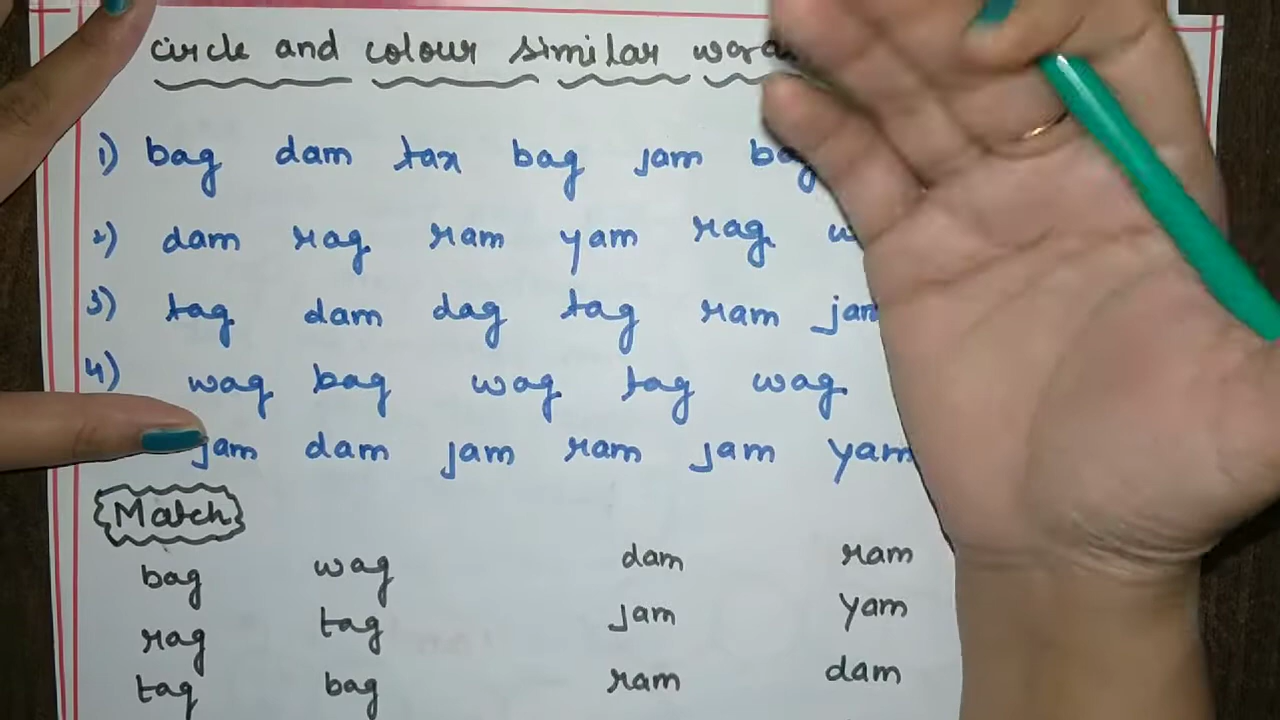 circle and colour similar
1) bag dam tax bag jam
2) dam rag ram yam rag
3) tag dam dag tag ram
4) wag bag wag tag wag
jam dam jam ram jam yam
Match
bag wag dam ram
rag tag jam yam
tag bag ram dam